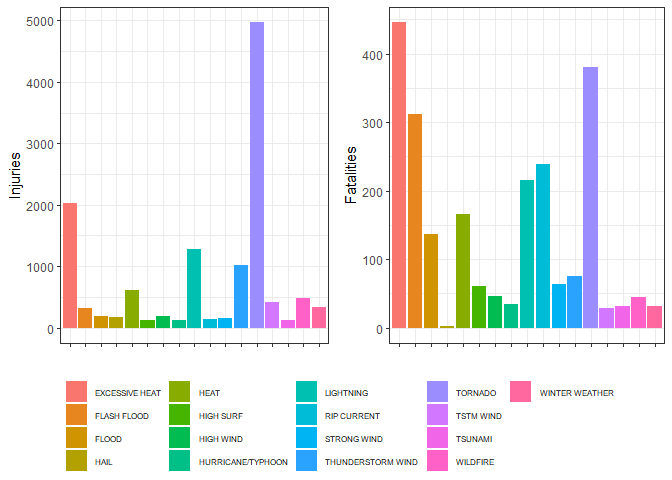 5000
4000
3000
2000
1000
0
Injuries
400
300
200
100
0
Fatalities
EXCESSIVE HEAT
FLASH FLOOD
FLOOD
HAIL
HEAT
HIGH SURF
HIGH WIND
HURRICANE/TYPHOON
LIGHTNING
RIP CURRENT
STRONG WIND
THUNDERSTORM WIND
TORNADO
TSTM WIND
TSUNAMI
WILDFIRE
WINTER WEATHER